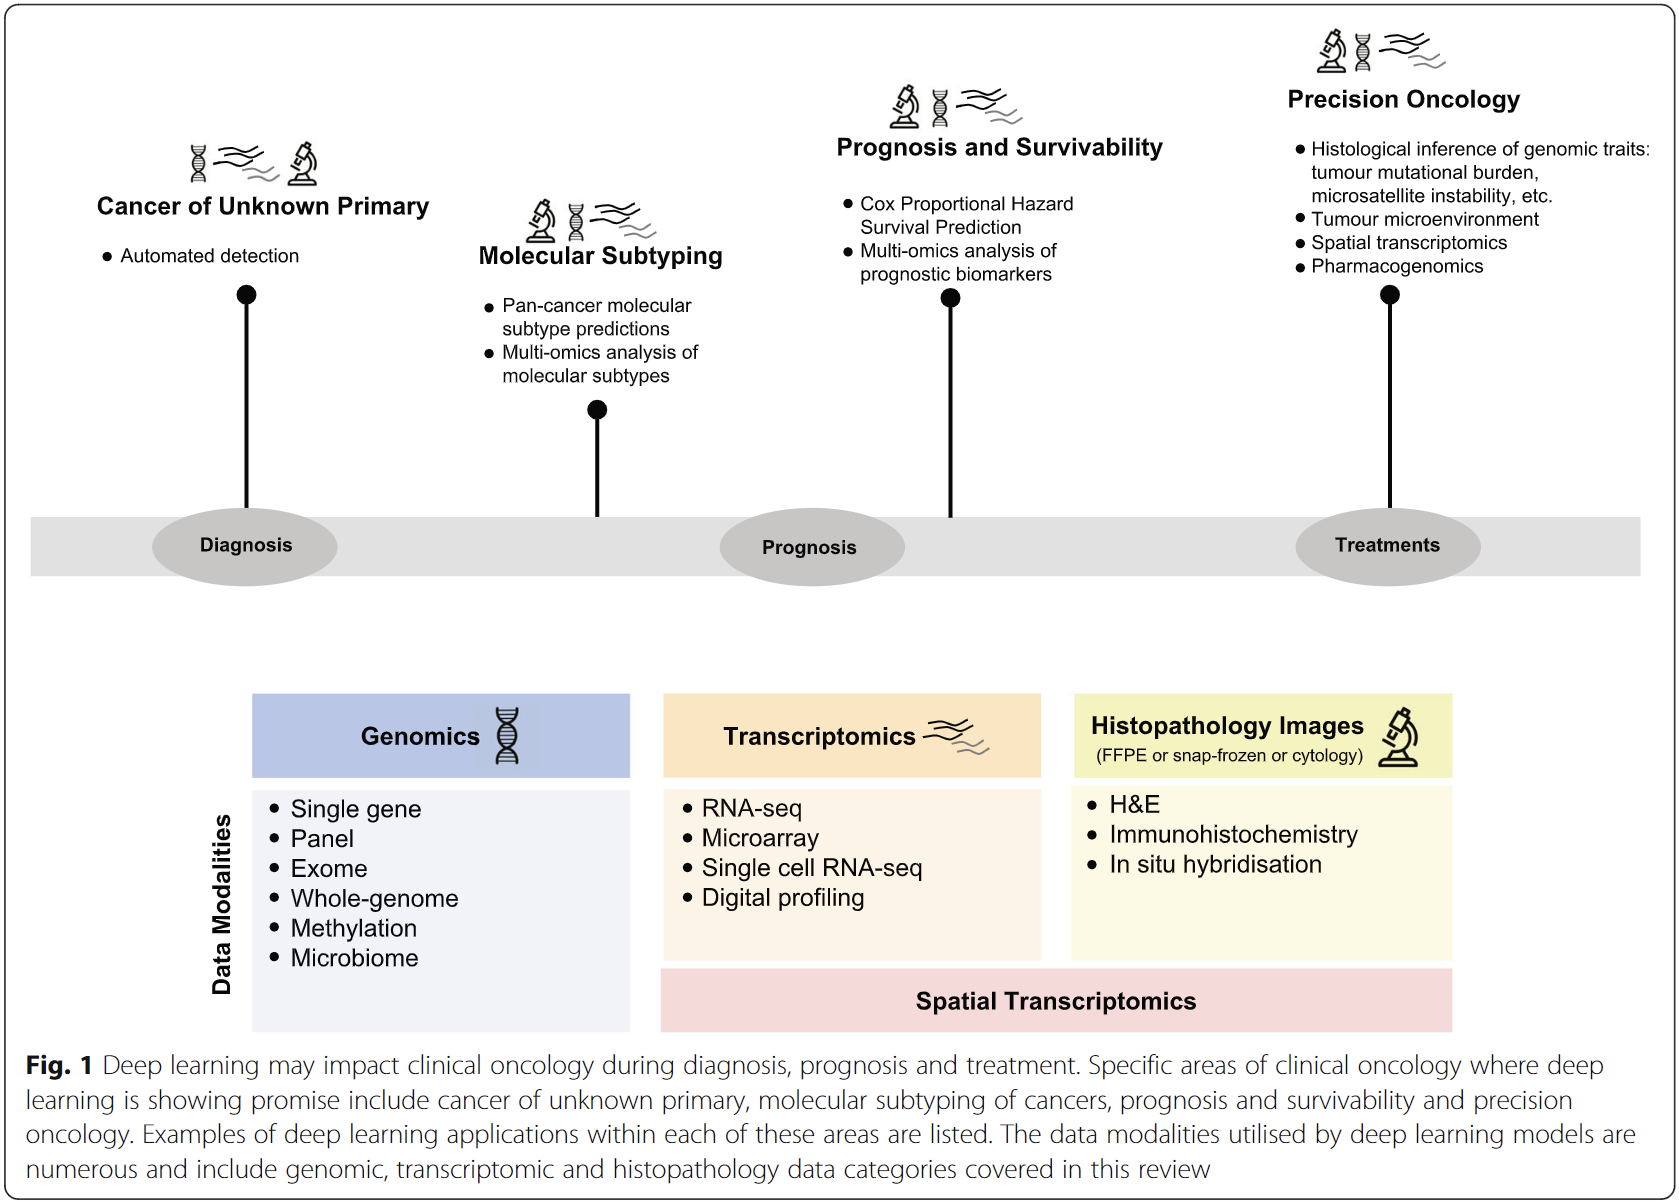 Cancer of Unknown Primary
● Automated detection
Molecular Subtyping
● Pan-cancer molecular
subtype predictions
● Multi-omics analysis of
molecular subtypes
Prognosis and Survivability
● Cox Proportional Hazard
Survival Prediction
● Multi-omics analysis of
prognostic biomarkers
Precision Oncology
● Histological inference of genomic traits:
tumour mutational burden,
microsatellite instability, etc.
● Tumour microenvironment
● Spatial transcriptomics
● Pharmacogenomics
Diagnosis
Prognosis
Treatments
Data Modalities
Genomics
● Single gene
● Panel
● Exome
● Whole-genome
● Methylation
● Microbiome
Transcriptomics
● RNA-seq
● Microarray
● Single cell RNA-seq
● Digital profiling
Histopathology Images
(FFPE or snap-frozen or cytology)
● H&E
● Immunohistochemistry
● In situ hybridisation
Spatial Transcriptomics
Fig. 1 Deep learning may impact clinical oncology during diagnosis, prognosis and treatment. Specific areas of clinical oncology where deep
learning is showing promise include cancer of unknown primary, molecular subtyping of cancers, prognosis and survivability and precision
oncology. Examples of deep learning applications within each of these areas are listed. The data modalities utilised by deep learning models are
numerous and include genomic, transcriptomic and histopathology data categories covered in this review